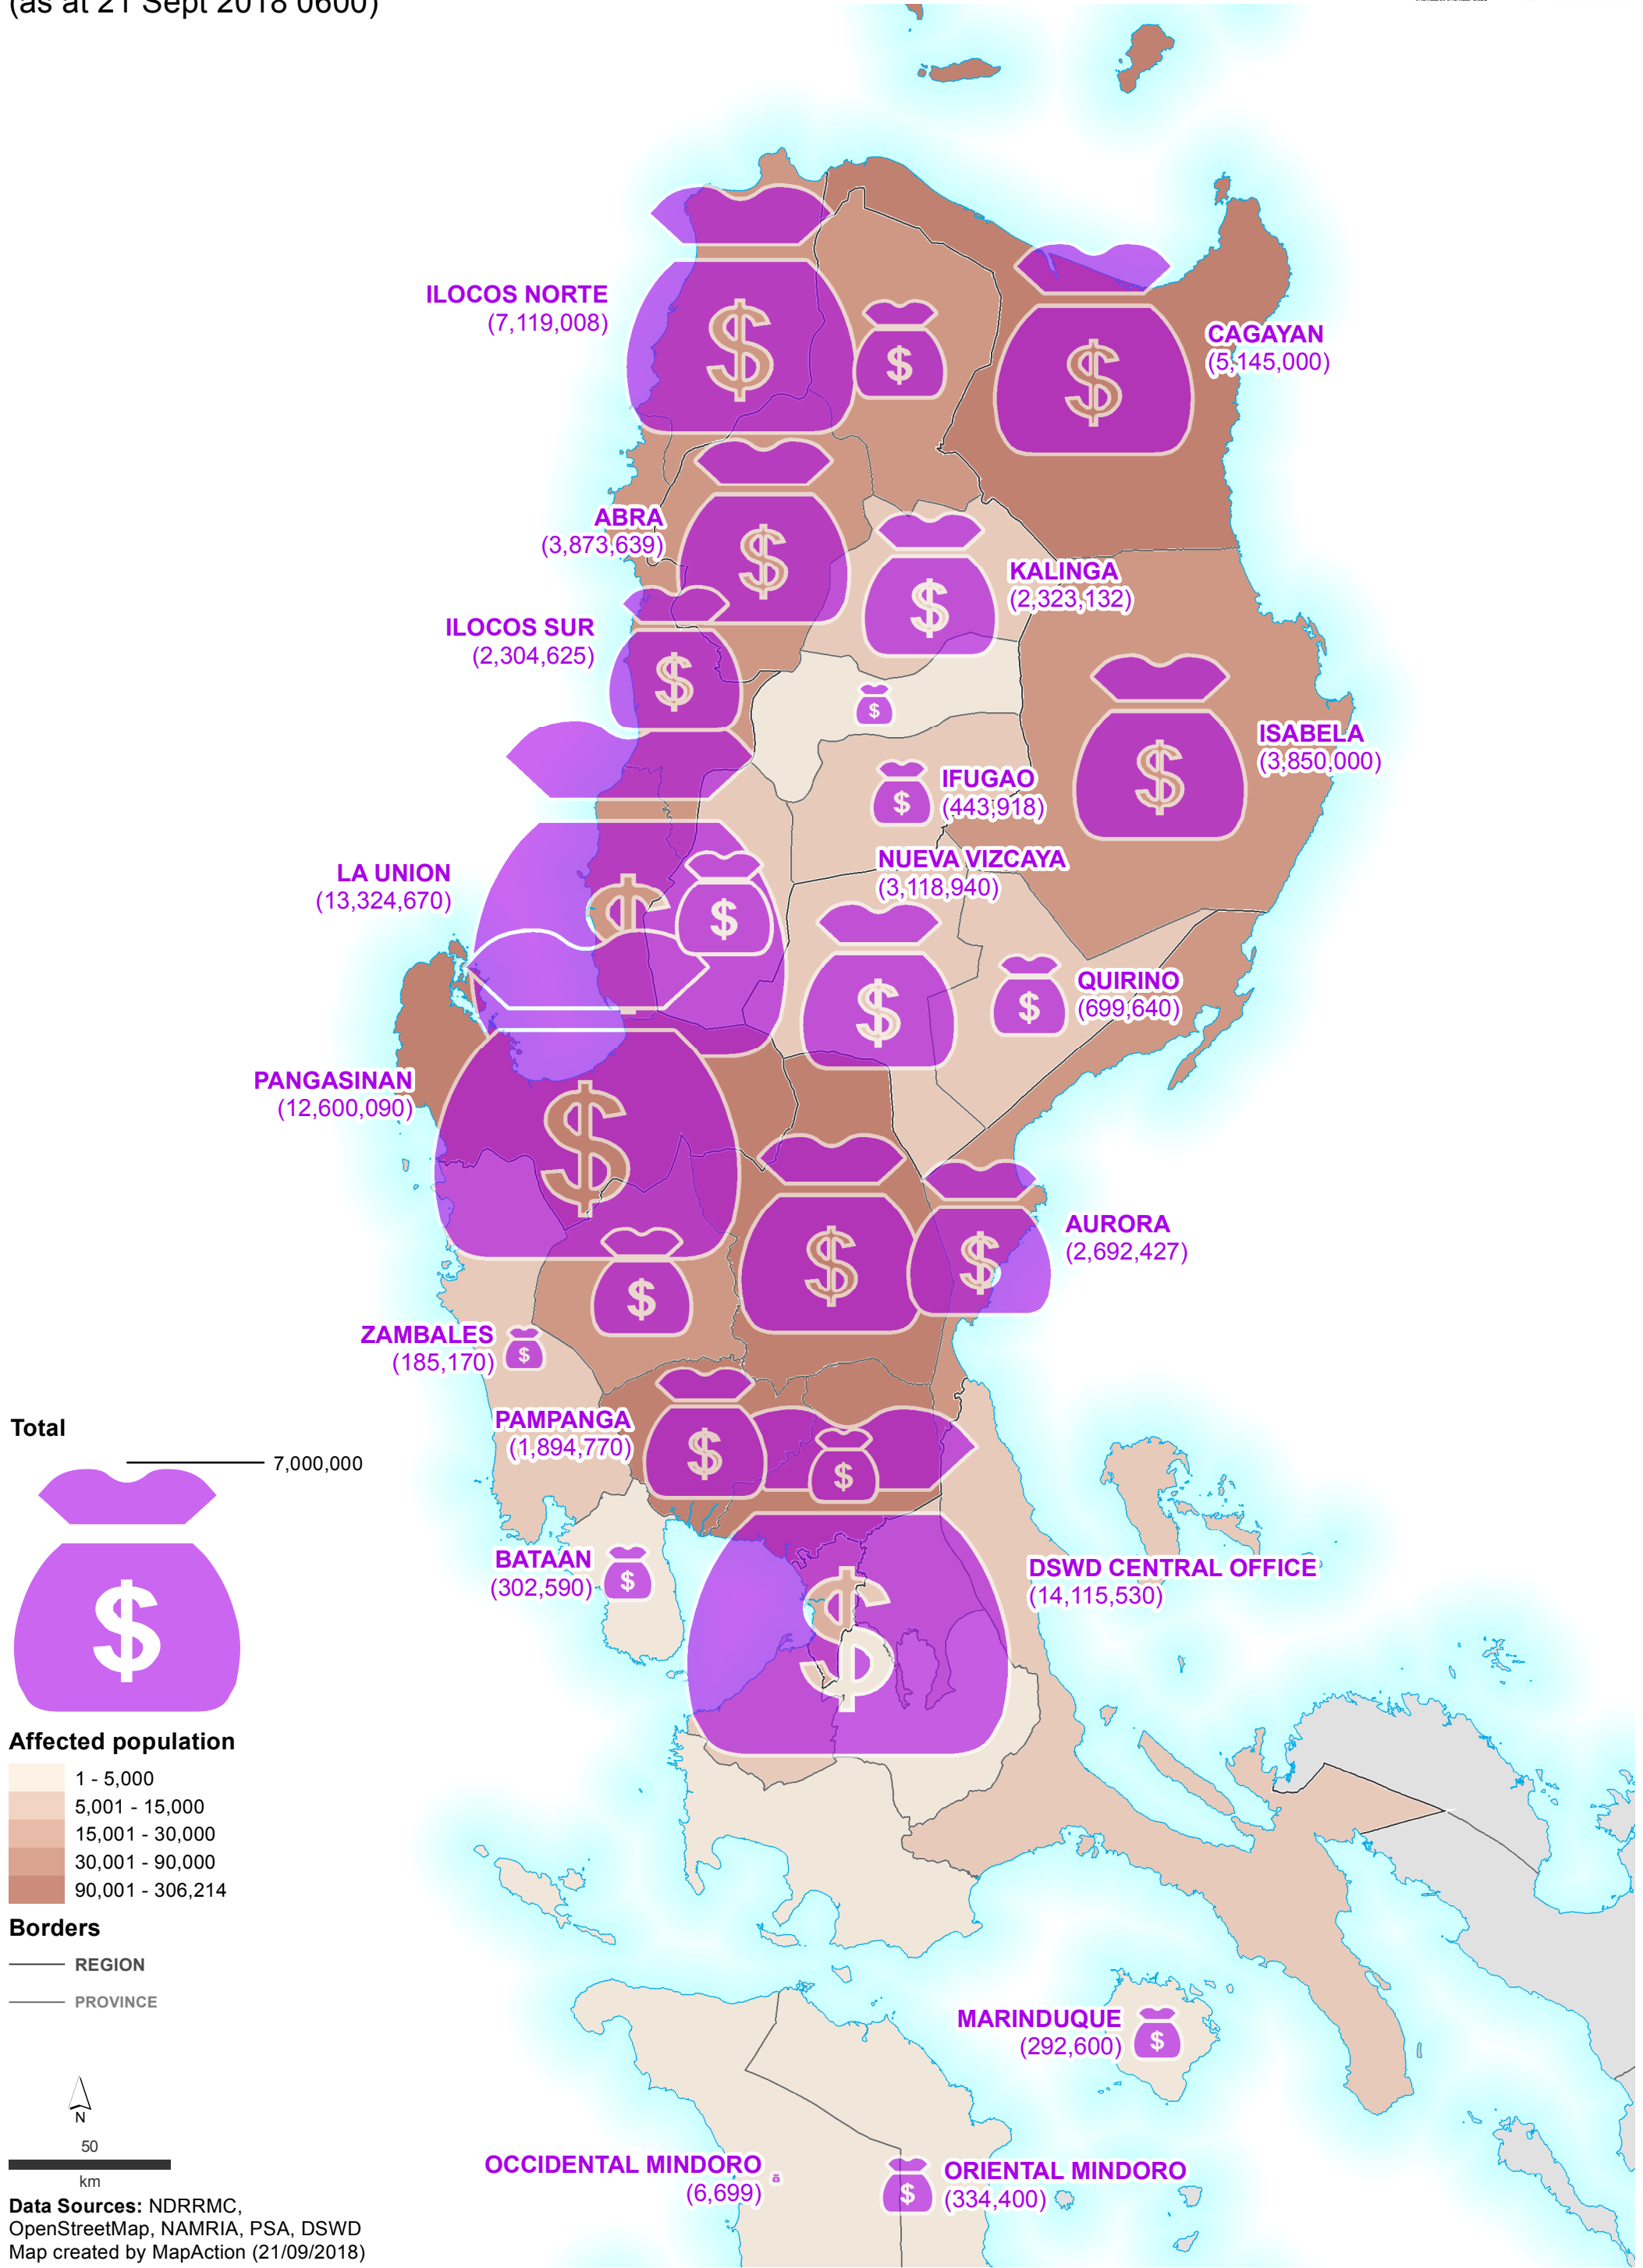 (as at 21 Sept 2018 0600)
ILOCOS NORTE
(7,119,008)
CAGAYAN
(5,145,000)
ABRA
(3,873,639)
KALINGA
(2,323,132)
ILOCOS SUR
(2,304,625)
ISABELA
(3,850,000)
IFUGAO
(443,918)
NUEVA VIZCAYA
(3,118,940)
LA UNION
(13,324,670)
QUIRINO
(699,640)
PANGASINAN
(12,600,090)
AURORA
(2,692,427)
ZAMBALES
(185,170)
PAMPANGA
(1,894,770)
BATAAN
(302,590)
DSWD CENTRAL OFFICE
(14,115,530)
MARINDUQUE
(292,600)
OCCIDENTAL MINDORO
(6,699)
ORIENTAL MINDORO
(334,400)
Total
7,000,000
$
Affected population
1 - 5,000
5,001 - 15,000
15,001 - 30,000
30,001 - 90,000
90,001 - 306,214
Borders
REGION
PROVINCE
N
50
km
Data Sources: NDRRMC,
OpenStreetMap, NAMRIA, PSA, DSWD
Map created by MapAction (21/09/2018)